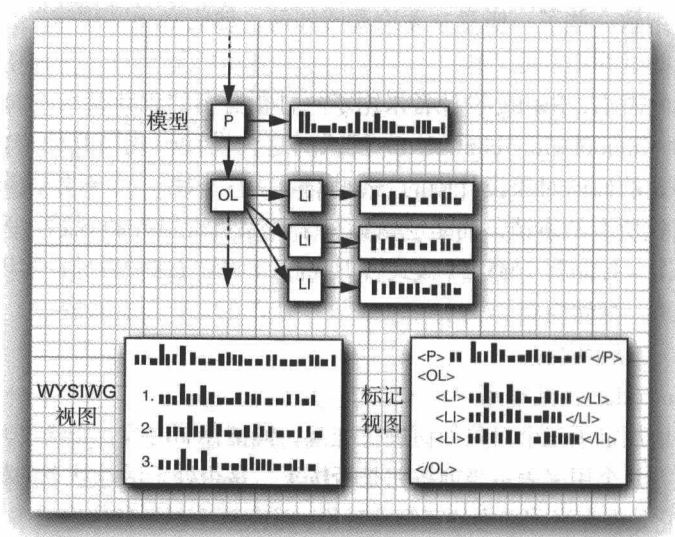 模型
P
OL
LI
LI
LI
WYSIWG
视图
1.
2.
3.
标记
视图
<P> </P>
<OL>
<LI> </LI>
<LI> </LI>
<LI> </LI>
</OL>